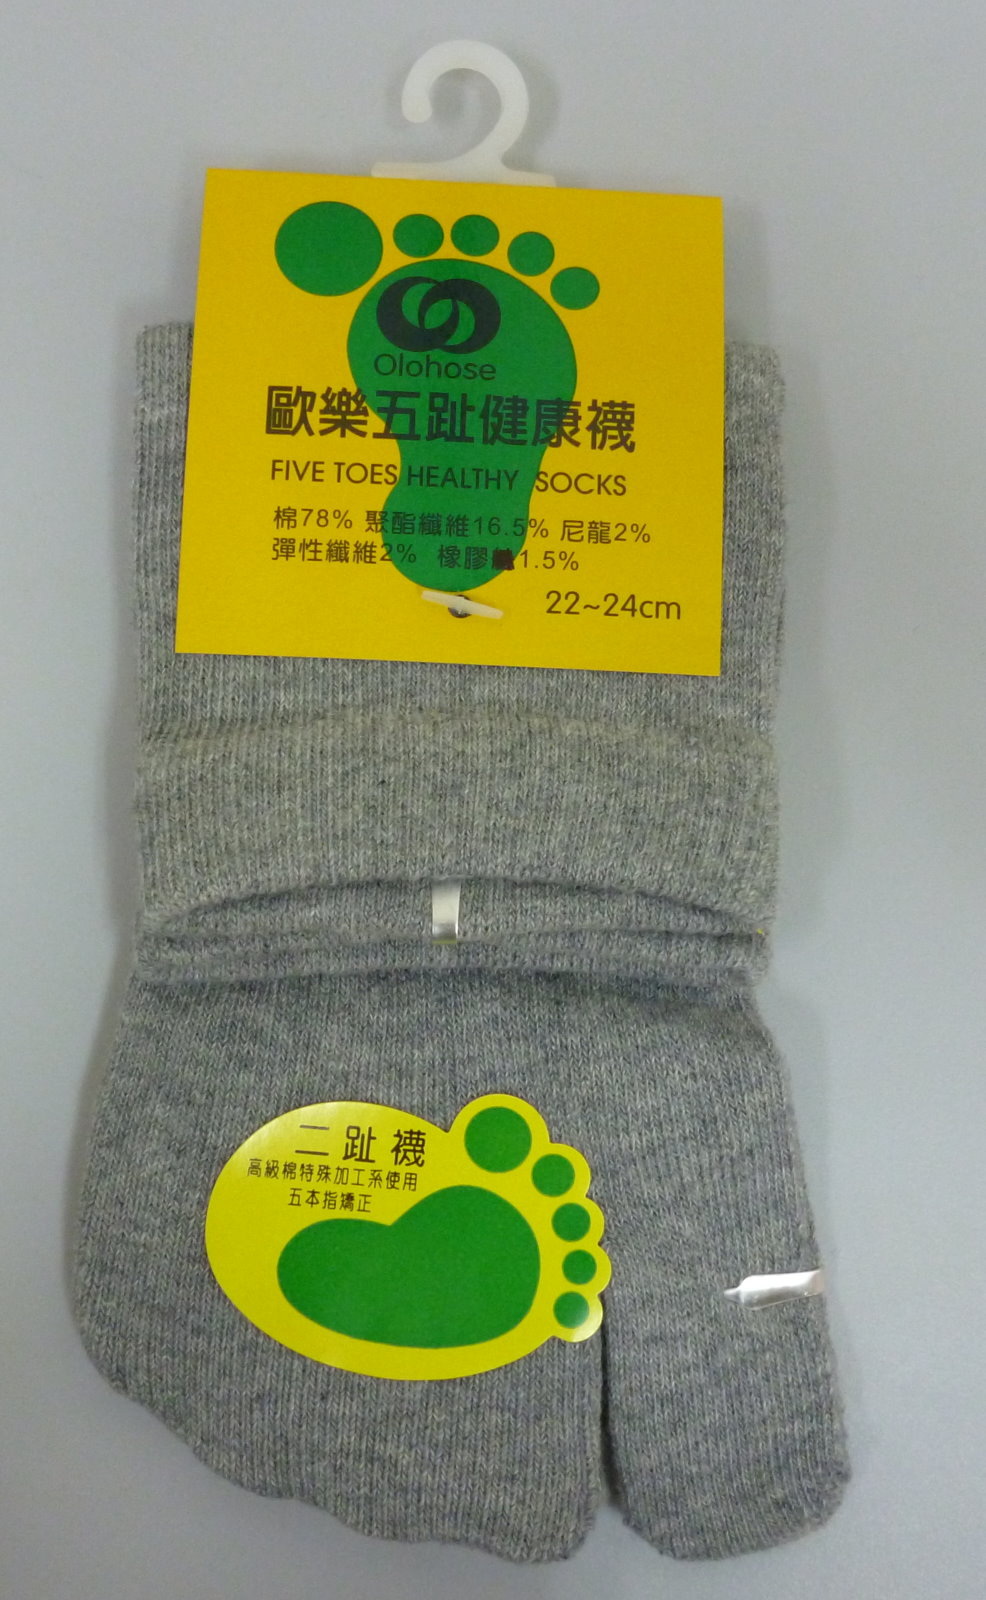 Olohose
歐樂五趾健康襪
FIVE TOES HEALTHY SOCKS
棉78% 聚酯纖維16.5% 尼龍2%
彈性纖維2% 橡膠 1.5%
22~24cm
二趾襪
高級棉特殊加工系使用
五本指矯正